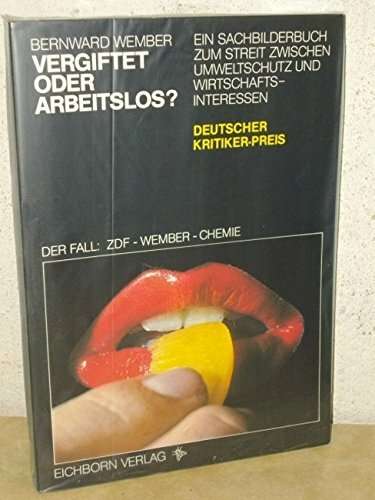 BERNWARD WEMBER
VERGIFTET
ODER
ARBEITSLOS?
EIN SACHBILDERBUCH
ZUM STREIT ZWISCHEN
UMWELTSCHUTZ UND
WIRTSCHAFTS-
INTERESSEN
DEUTSCHER
KRITIKER-PREIS
DER FALL: ZDF - WEMBER - CHEMIE
EICHBORN VERLAG